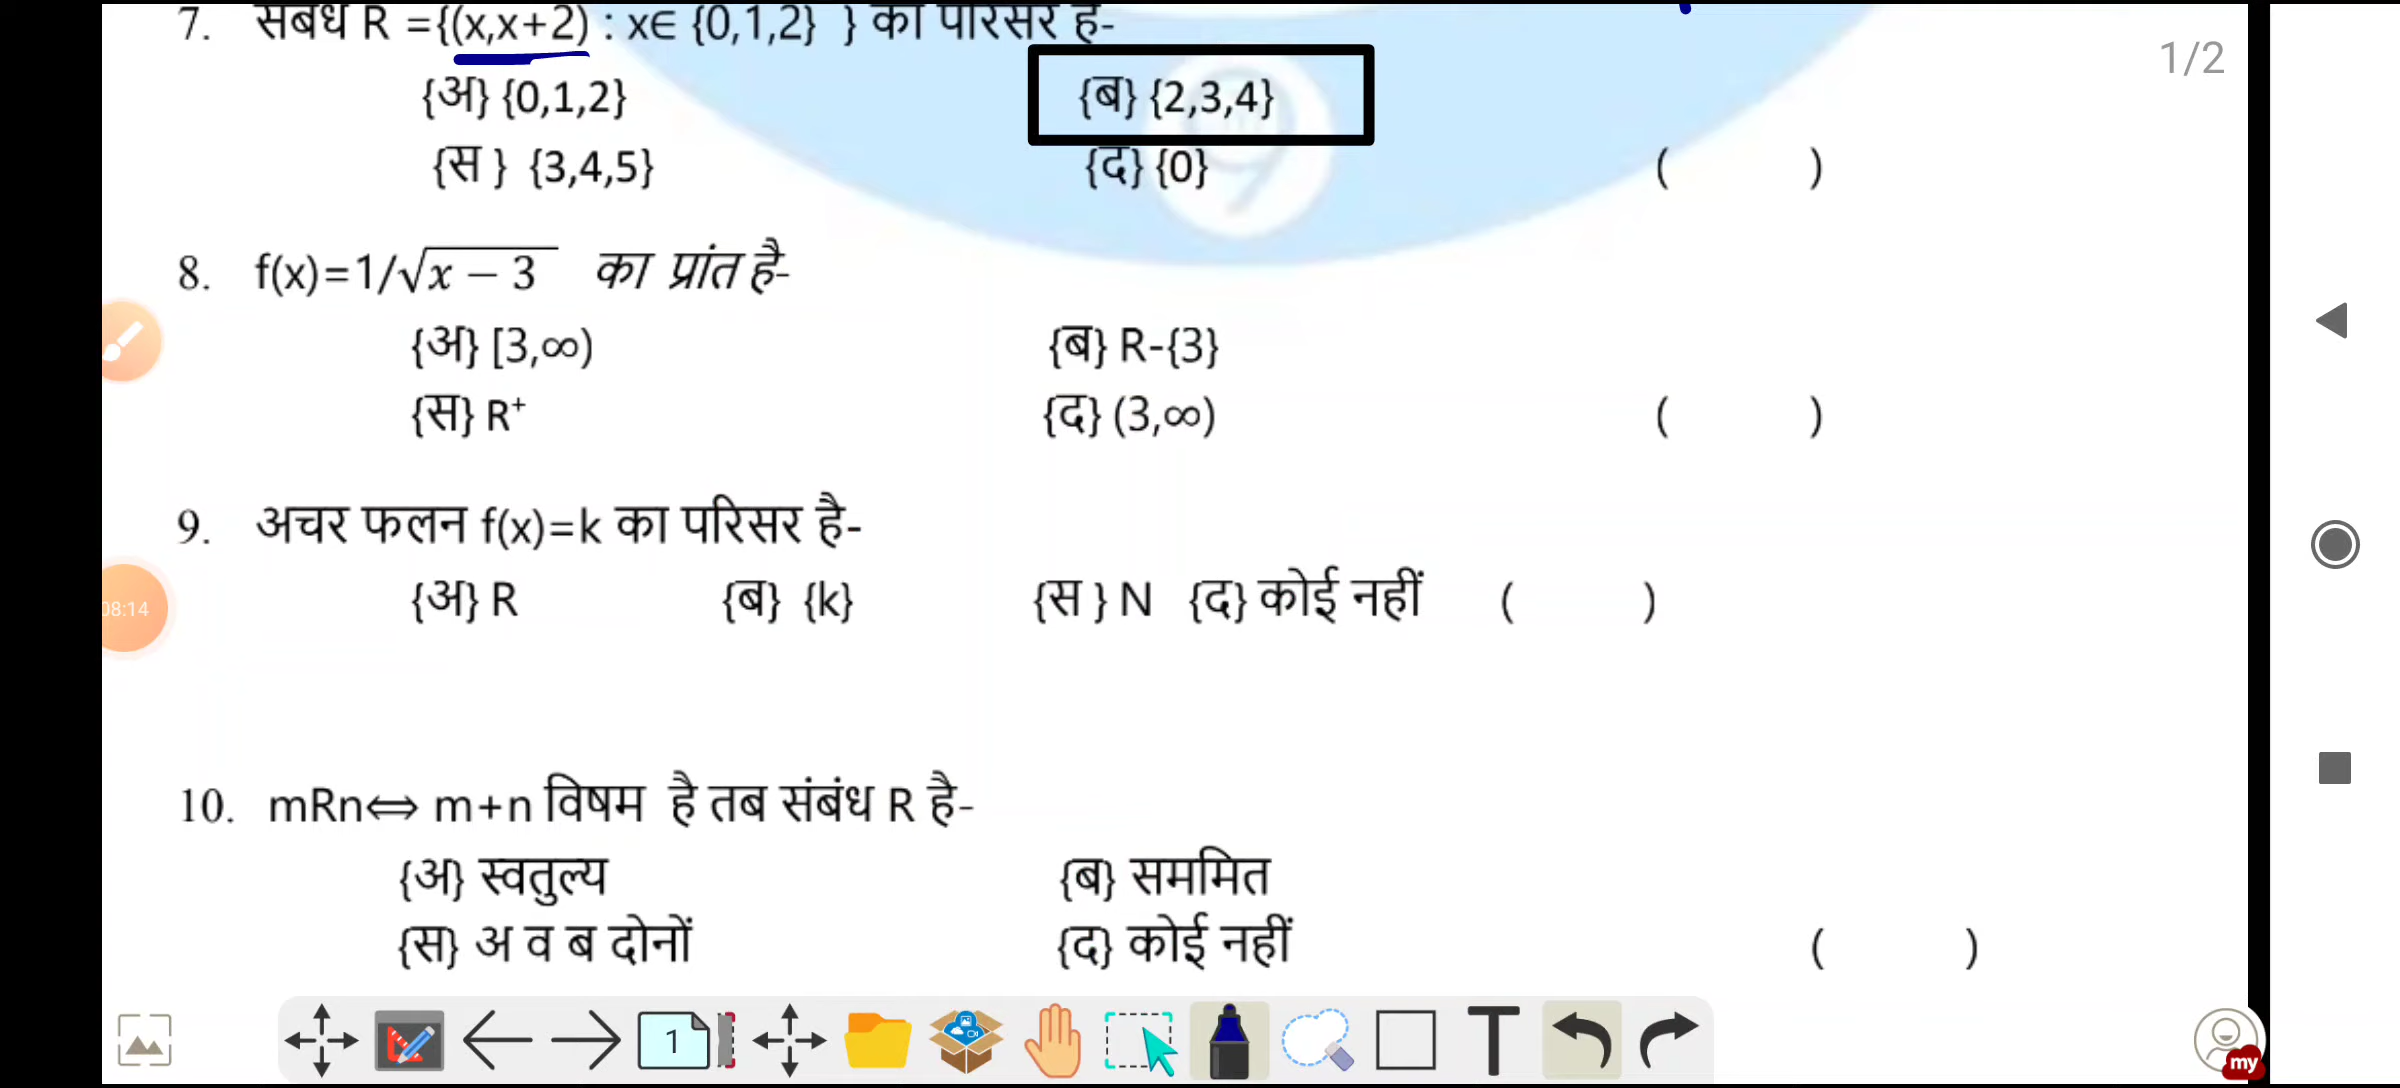 7. संबंध R ={(x,x+2) : x∈ {0,1,2} } का परिसर है-
{अ} {0,1,2} {ब} {2,3,4}
{स } {3,4,5} {द} {0} ( )
8. f(x)=1/√x − 3 का प्रांत है-
{अ} [3,∞) {ब} R-{3}
{स} R⁺ {द} (3,∞) ( )
9. अचर फलन f(x)=k का परिसर है-
{अ} R {ब} {k} {स } N {द} कोई नहीं ( )
10. mRn⇔ m+n विषम है तब संबंध R है-
{अ} स्वतुल्य {ब} सममित
{स} अ व ब दोनों {द} कोई नहीं ( )
1/2
08:14
1
T
my